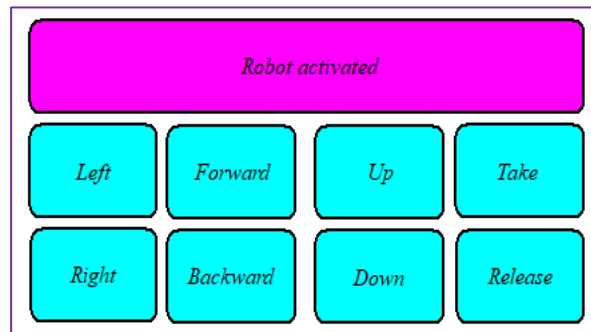 Robot activated
Left Forward Up Take
Right Backward Down Release